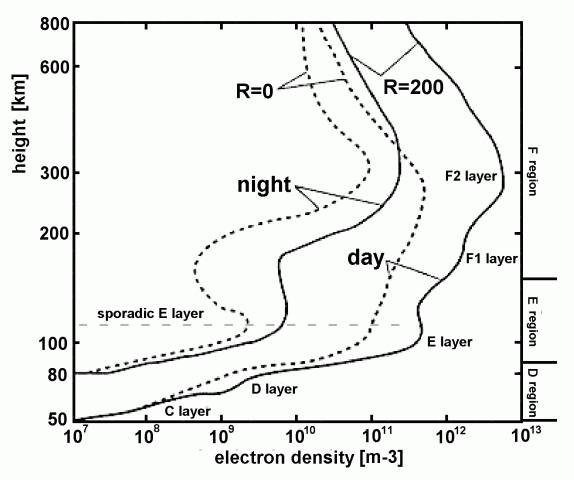 800
600
300
200
100
80
50
height [km]
R=0
R=200
night
day
F2 layer
F1 layer
sporadic E layer
E layer
D layer
C layer
F region
E region
D region
10^7
10^8
10^9
10^10
10^11
10^12
10^13
electron density [m-3]